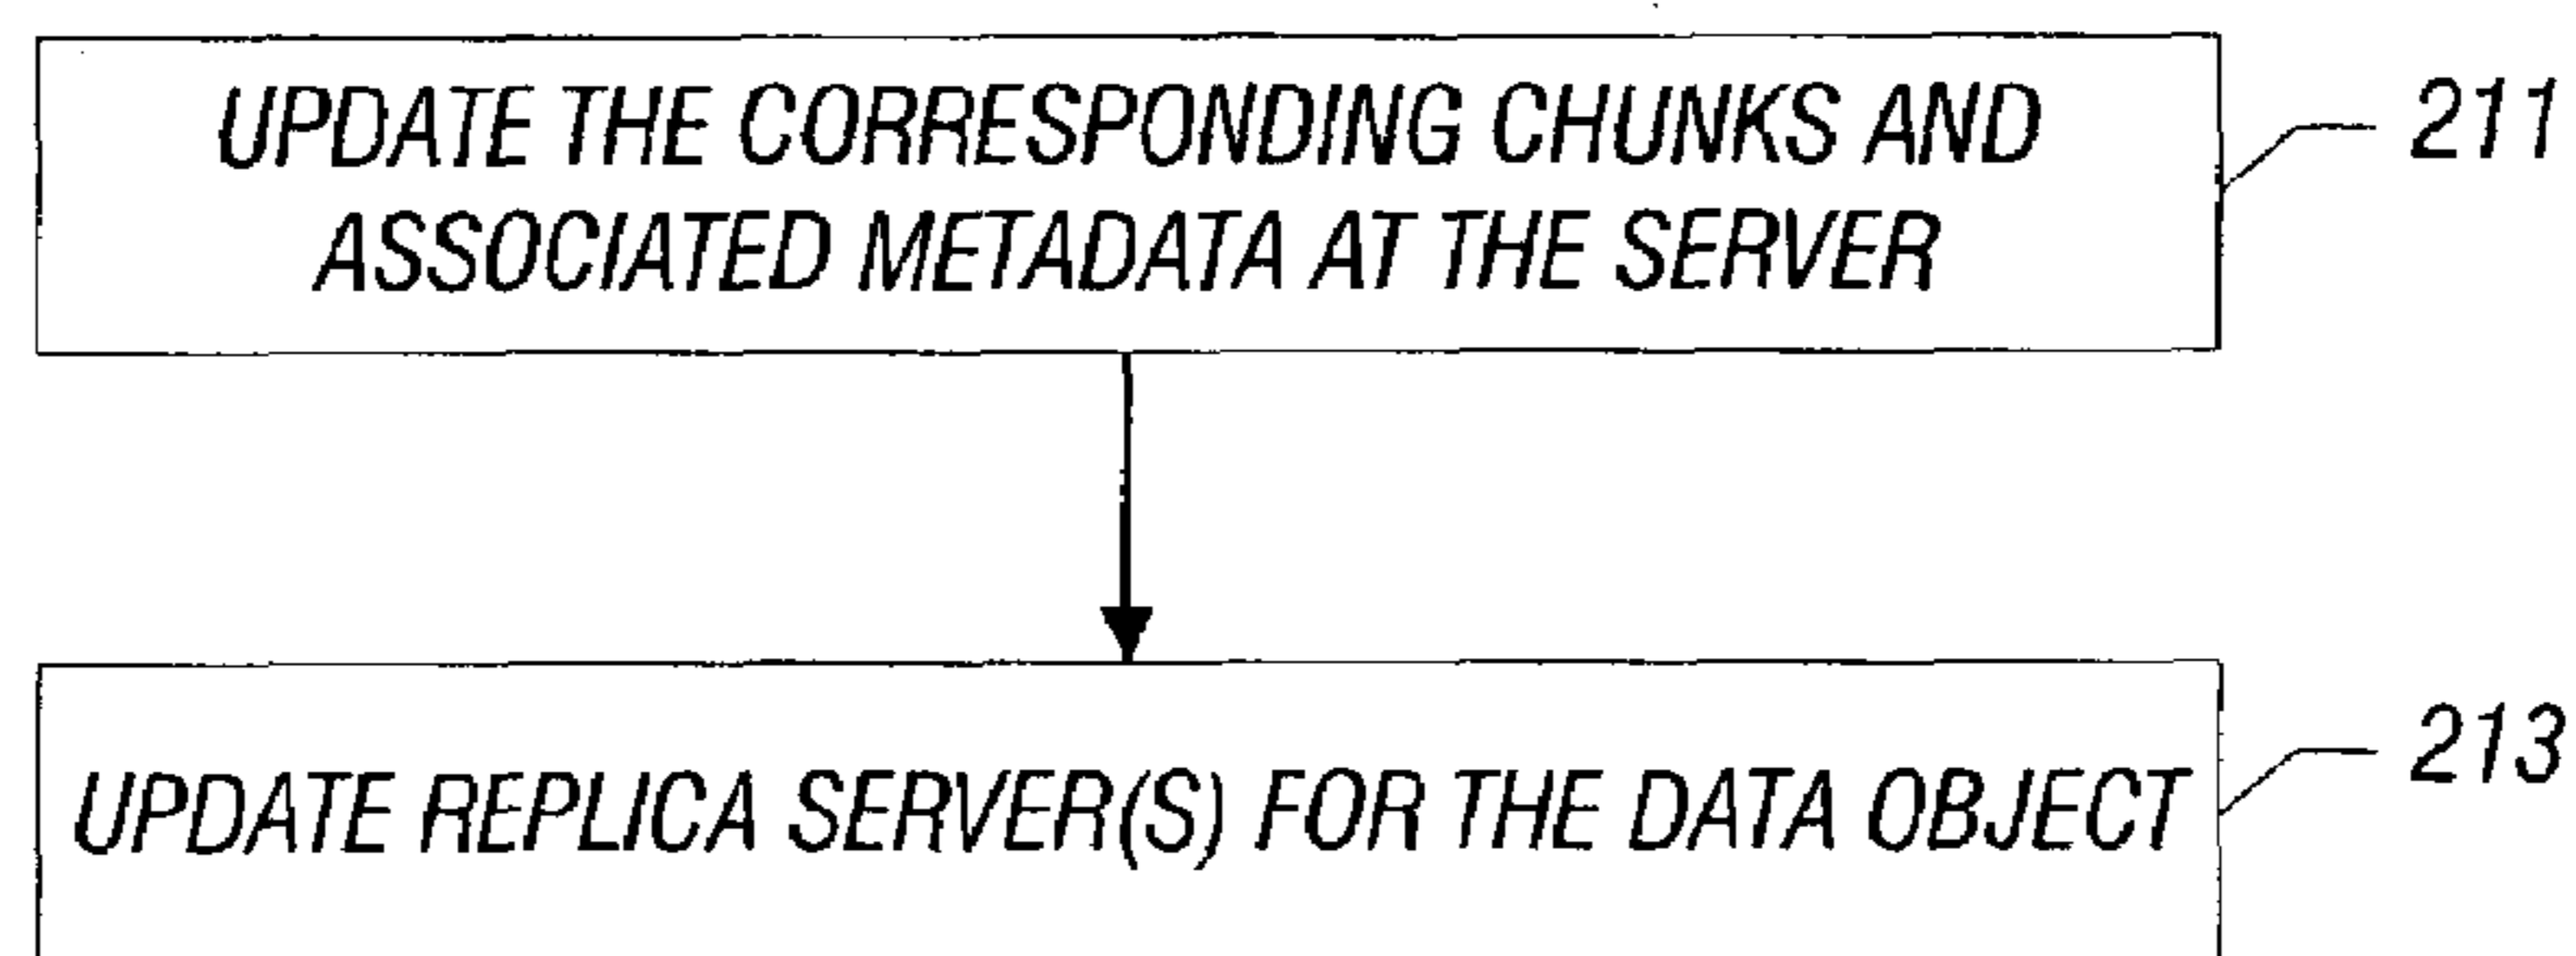 UPDATE THE CORRESPONDING CHUNKS AND
ASSOCIATED METADATA AT THE SERVER
211
UPDATE REPLICA SERVER(S) FOR THE DATA OBJECT
213